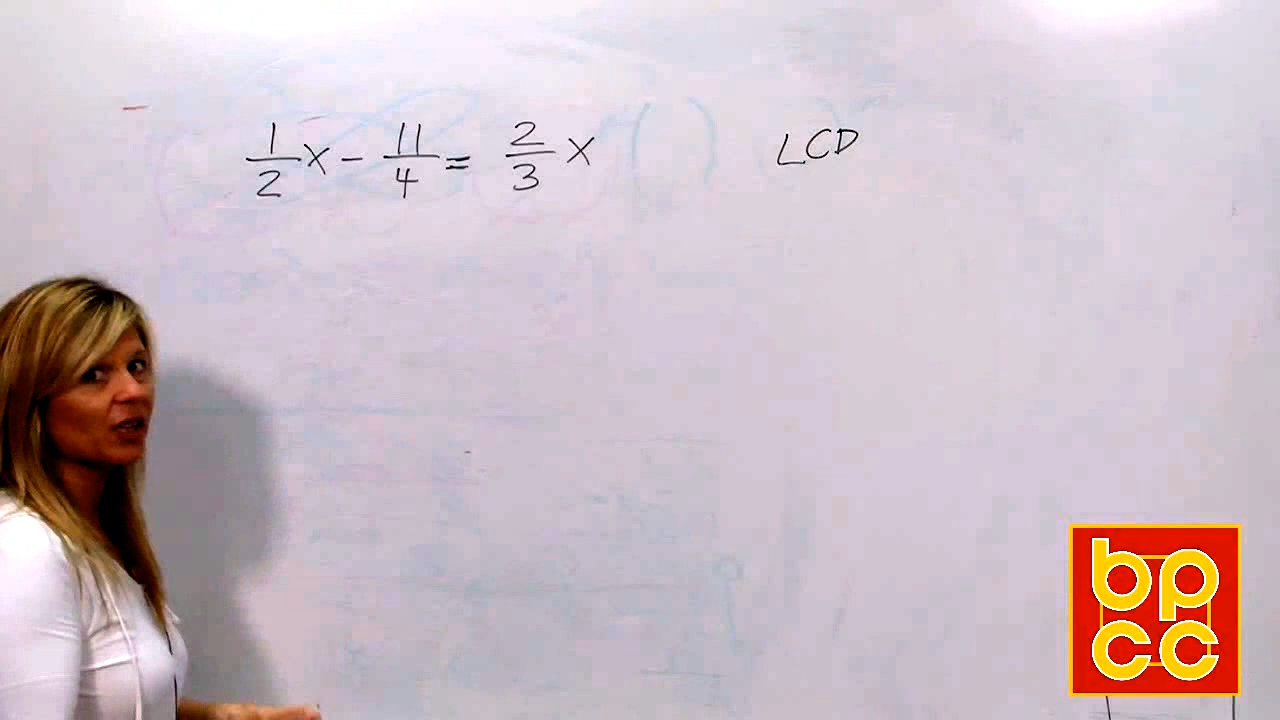 1/2 x - 11/4 = 2/3 x LCD
bp
cc